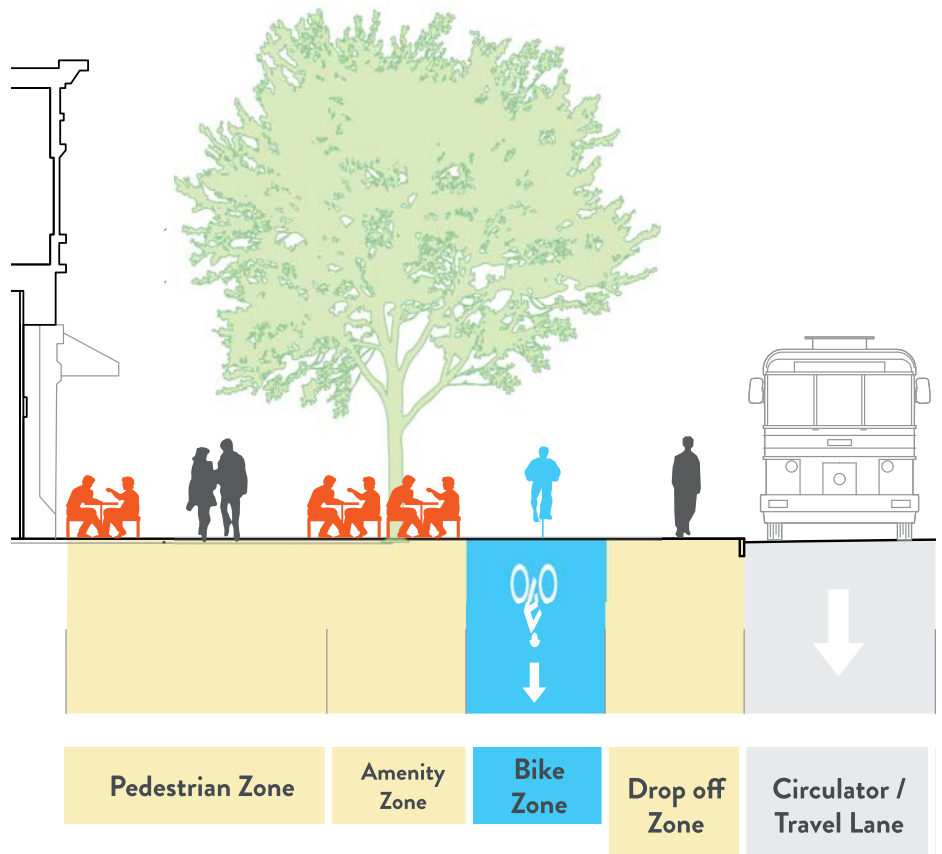 Pedestrian Zone
Amenity
Zone
Bike
Zone
Drop off
Zone
Circulator /
Travel Lane